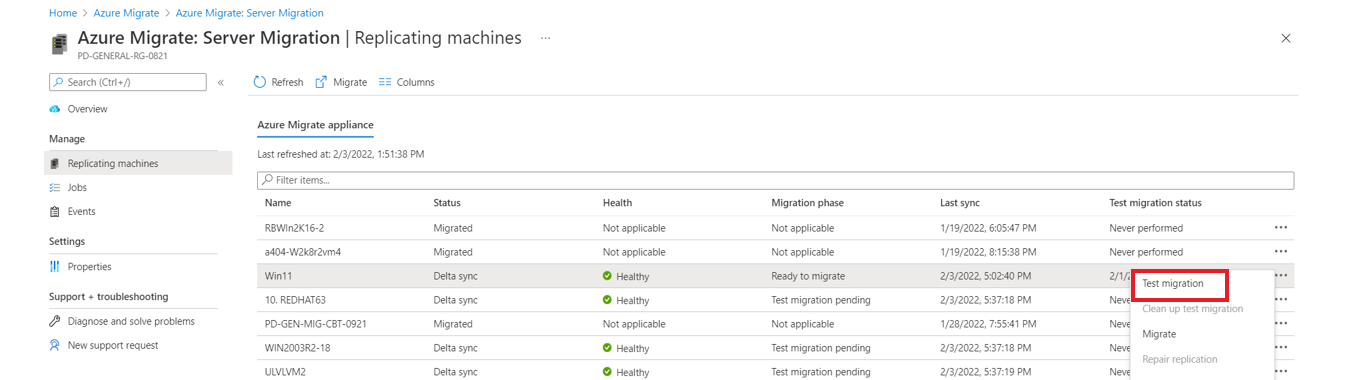 Home > Azure Migrate > Azure Migrate: Server Migration
Azure Migrate: Server Migration | Replicating machines ...
PD-GENERAL-RG-0821
Search (Ctrl+/) «
Refresh Migrate Columns
Overview
Manage
Replicating machines
Jobs
Events
Settings
Properties
Support + troubleshooting
Diagnose and solve problems
New support request
Azure Migrate appliance
Last refreshed at: 2/3/2022, 1:51:38 PM
Filter items...
Name Status Health Migration phase Last sync Test migration status
RBWIn2K16-2 Migrated Not applicable Not applicable 1/19/2022, 6:05:47 PM Never performed ...
a404-W2k8r2vm4 Migrated Not applicable Not applicable 1/19/2022, 8:15:38 PM Never performed ...
Win11 Delta sync Healthy Ready to migrate 2/3/2022, 5:02:40 PM 2/1/2 ...
10. REDHAT63 Delta sync Healthy Test migration pending 2/3/2022, 5:37:18 PM Neve ...
PD-GEN-MIG-CBT-0921 Migrated Not applicable Not applicable 1/28/2022, 7:55:41 PM Neve ...
WIN2003R2-18 Delta sync Healthy Test migration pending 2/3/2022, 5:37:18 PM Neve ...
ULVLVM2 Delta sync Healthy Test migration pending 2/3/2022, 5:37:19 PM Neve ...
Test migration
Clean up test migration
Migrate
Repair replication